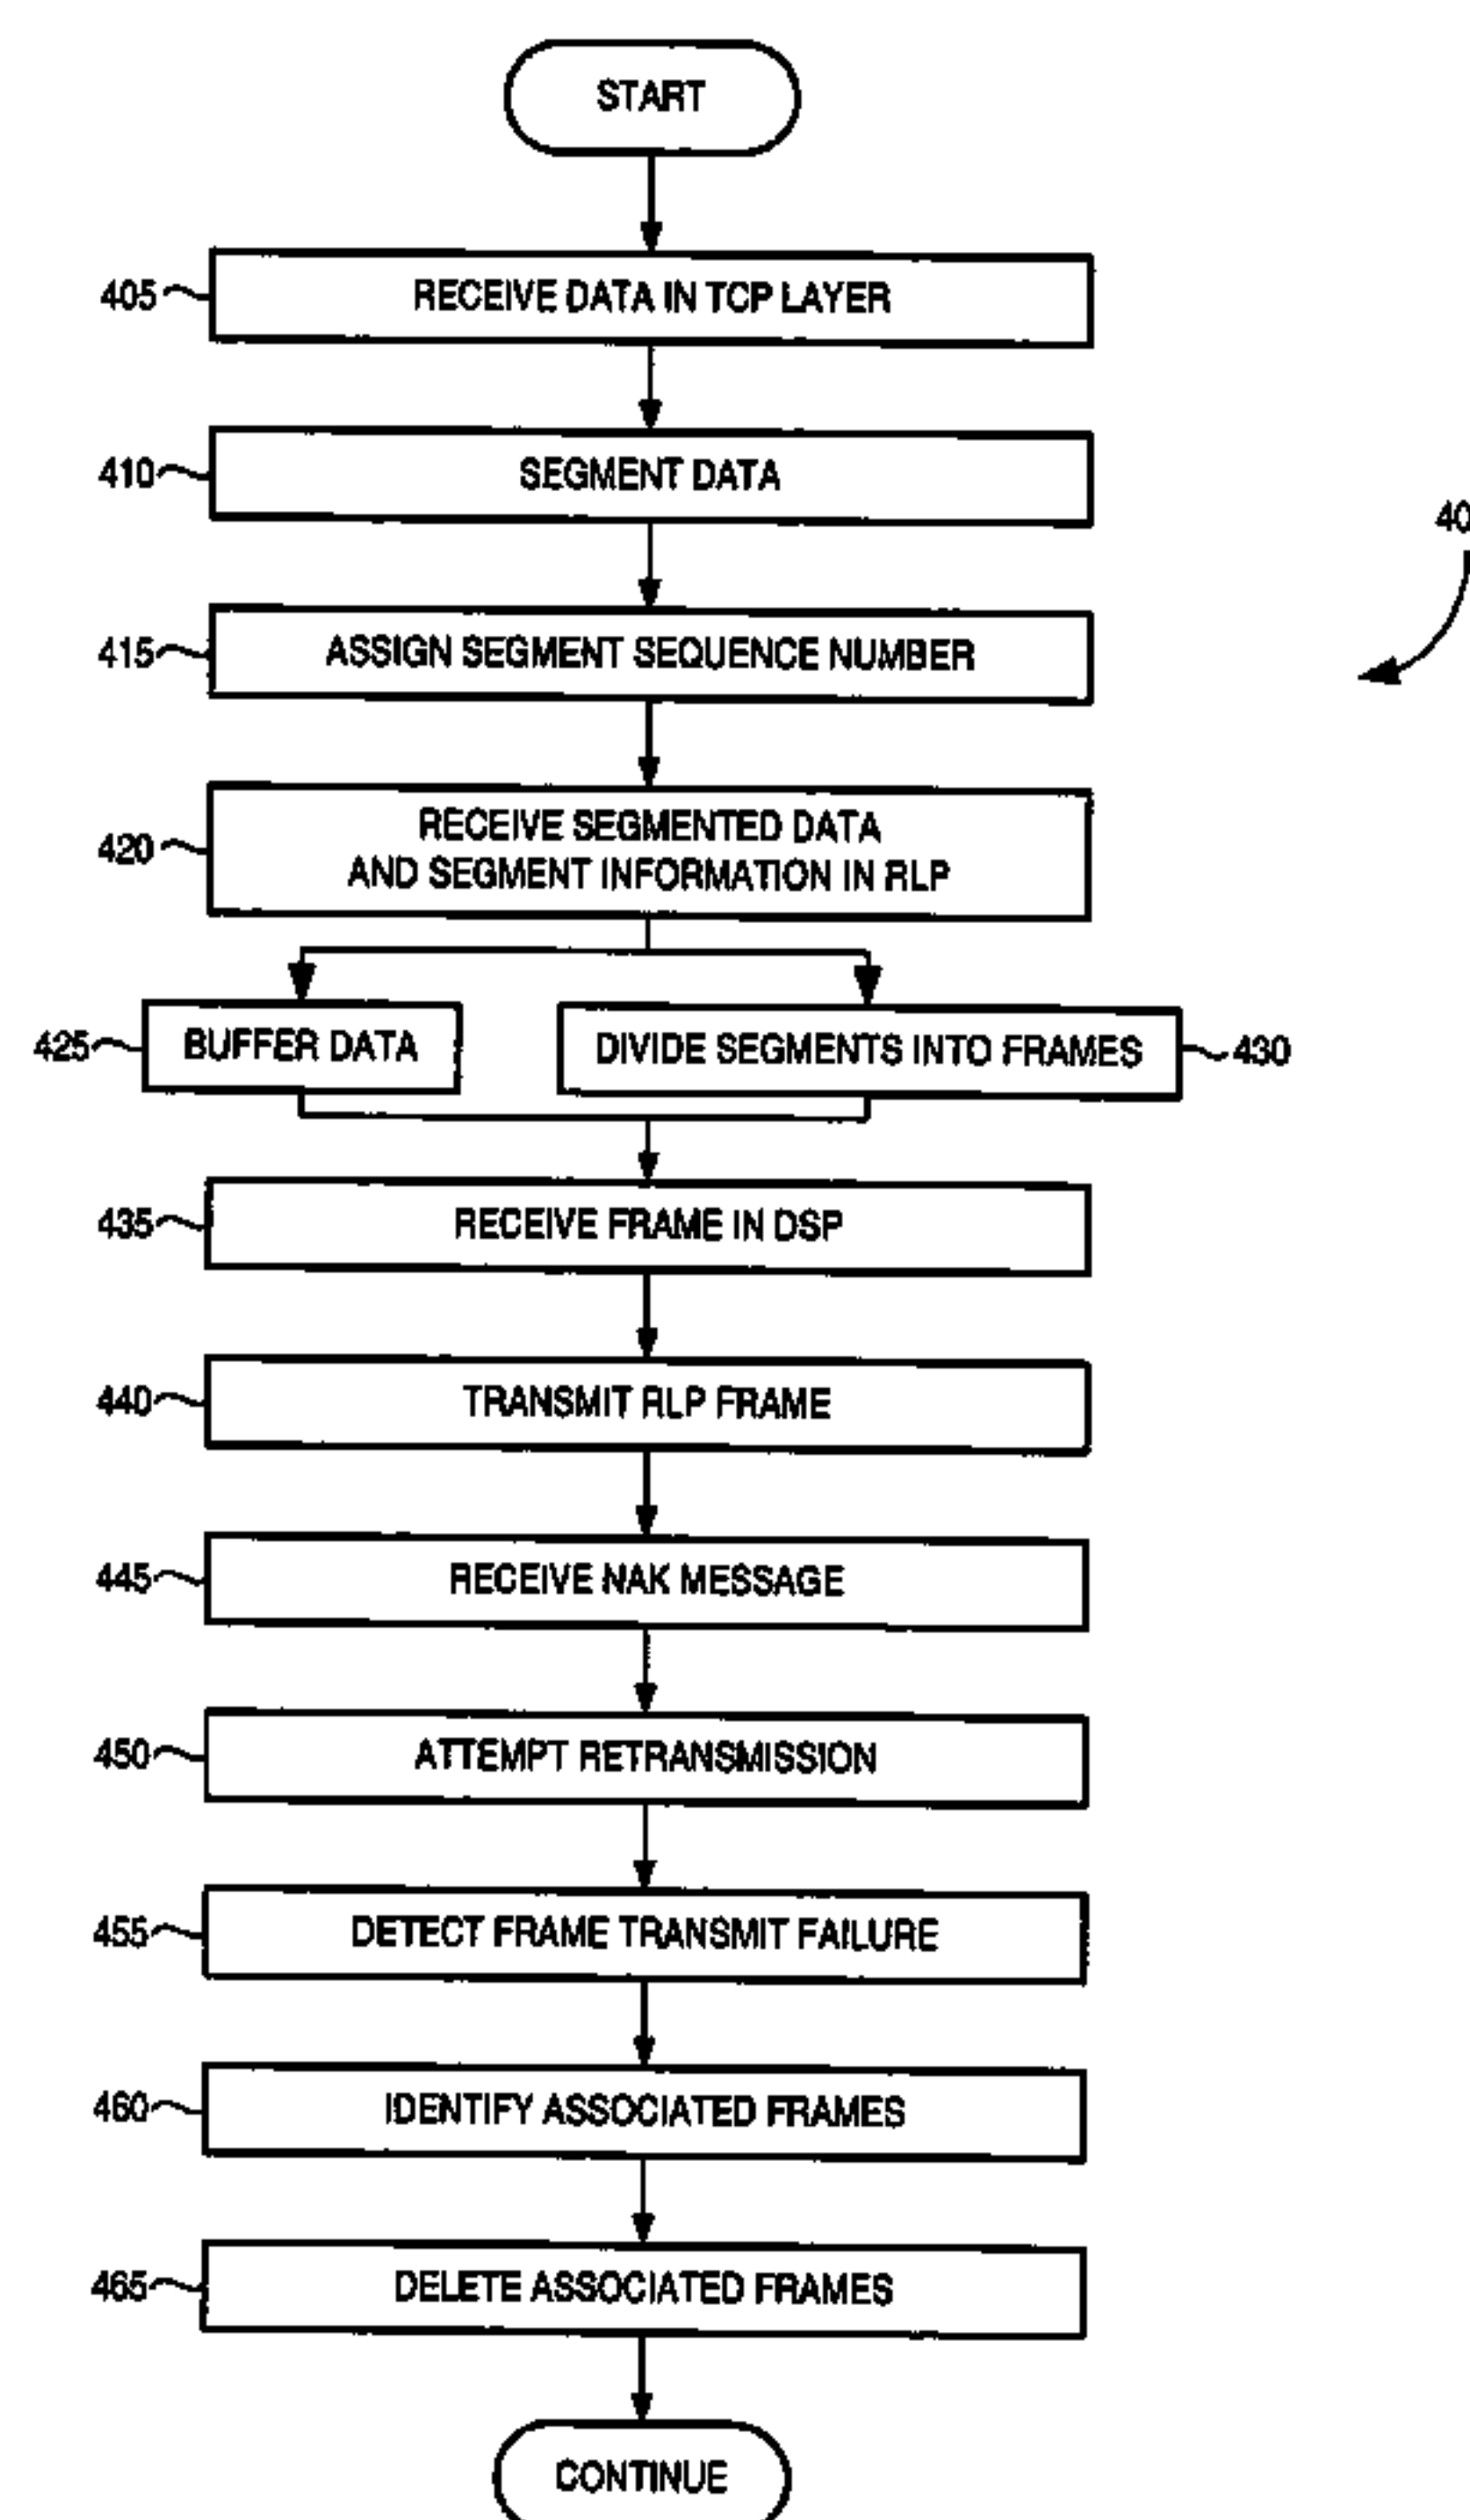 START
405
RECEIVE DATA IN TCP LAYER
410
SEGMENT DATA
40
415
ASSIGN SEGMENT SEQUENCE NUMBER
420
RECEIVE SEGMENTED DATA
AND SEGMENT INFORMATION IN RLP
425
BUFFER DATA
DIVIDE SEGMENTS INTO FRAMES
430
435
RECEIVE FRAME IN DSP
440
TRANSMIT RLP FRAME
445
RECEIVE NAK MESSAGE
450
ATTEMPT RETRANSMISSION
455
DETECT FRAME TRANSMIT FAILURE
460
IDENTIFY ASSOCIATED FRAMES
465
DELETE ASSOCIATED FRAMES
CONTINUE